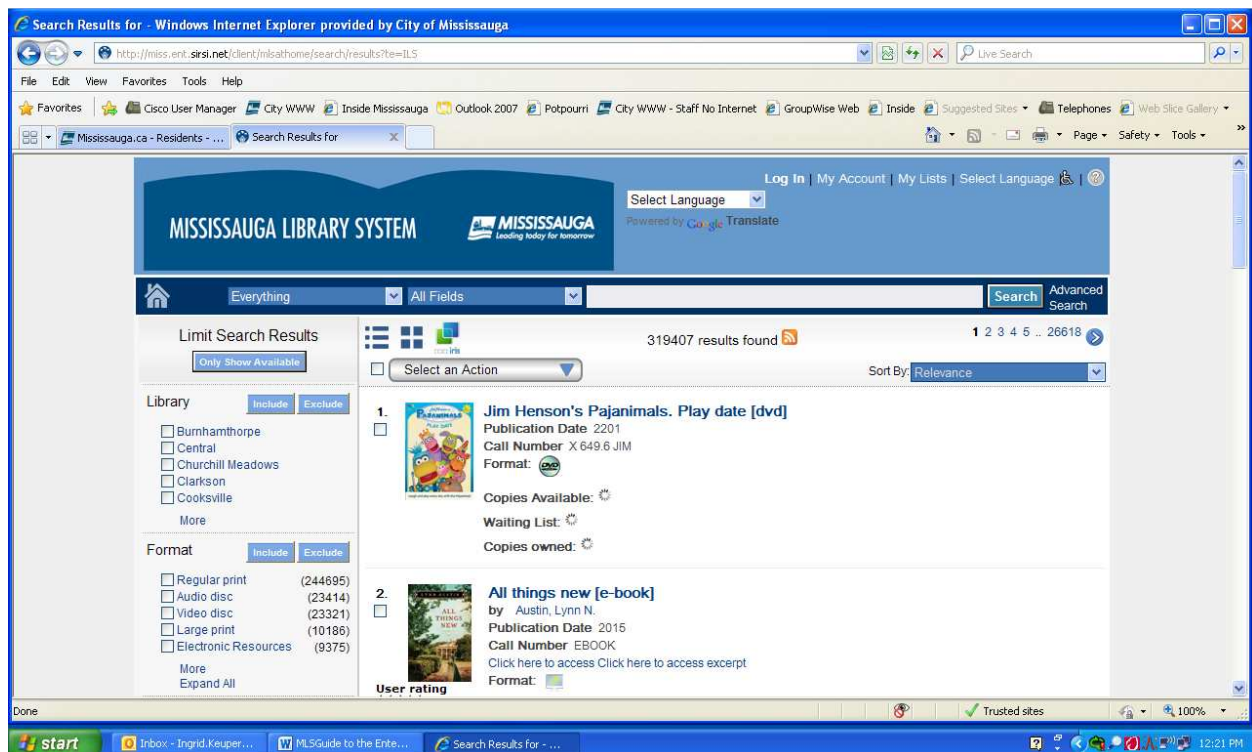 Search Results for - Windows Internet Explorer provided by City of Mississauga
http://miss.ent.sirsi.net/client/mlsathome/search/results?te=ILS
Live Search
File Edit View Favorites Tools Help
Favorites Cisco User Manager City WWW Inside Mississauga Outlook 2007 Potpourri City WWW - Staff No Internet GroupWise Web Inside Suggested Sites Telephones Web Slice Gallery
Mississauga.ca - Residents - ... Search Results for Page Safety Tools
Log In | My Account | My Lists | Select Language |
Select Language
Powered by Google Translate
MISSISSAUGA LIBRARY SYSTEM
MISSISSAUGA
Leading today for tomorrow
Everything All Fields Search Advanced Search
Limit Search Results
Only Show Available
319407 results found
1 2 3 4 5 .. 26618
Select an Action
Sort By: Relevance
Library Include Exclude
Burnhamthorpe
Central
Churchill Meadows
Clarkson
Cooksville
More
Format Include Exclude
Regular print (244695)
Audio disc (23414)
Video disc (23321)
Large print (10186)
Electronic Resources (9375)
More
Expand All
1.
PAJANIMALS
PLAY DATE
Jim Henson's Pajanimals. Play date [dvd]
Publication Date 2201
Call Number X 649.6 JIM
Format: DVD
Copies Available:
Waiting List:
Copies owned:
2.
ALL
THINGS
NEW
All things new [e-book]
by Austin, Lynn N.
Publication Date 2015
Call Number EBOOK
Click here to access Click here to access excerpt
Format:
User rating
Done
Trusted sites
100%
start
Inbox - Ingrid.Keuper...
MLSGuide to the Ente...
Search Results for - ...
12:21 PM